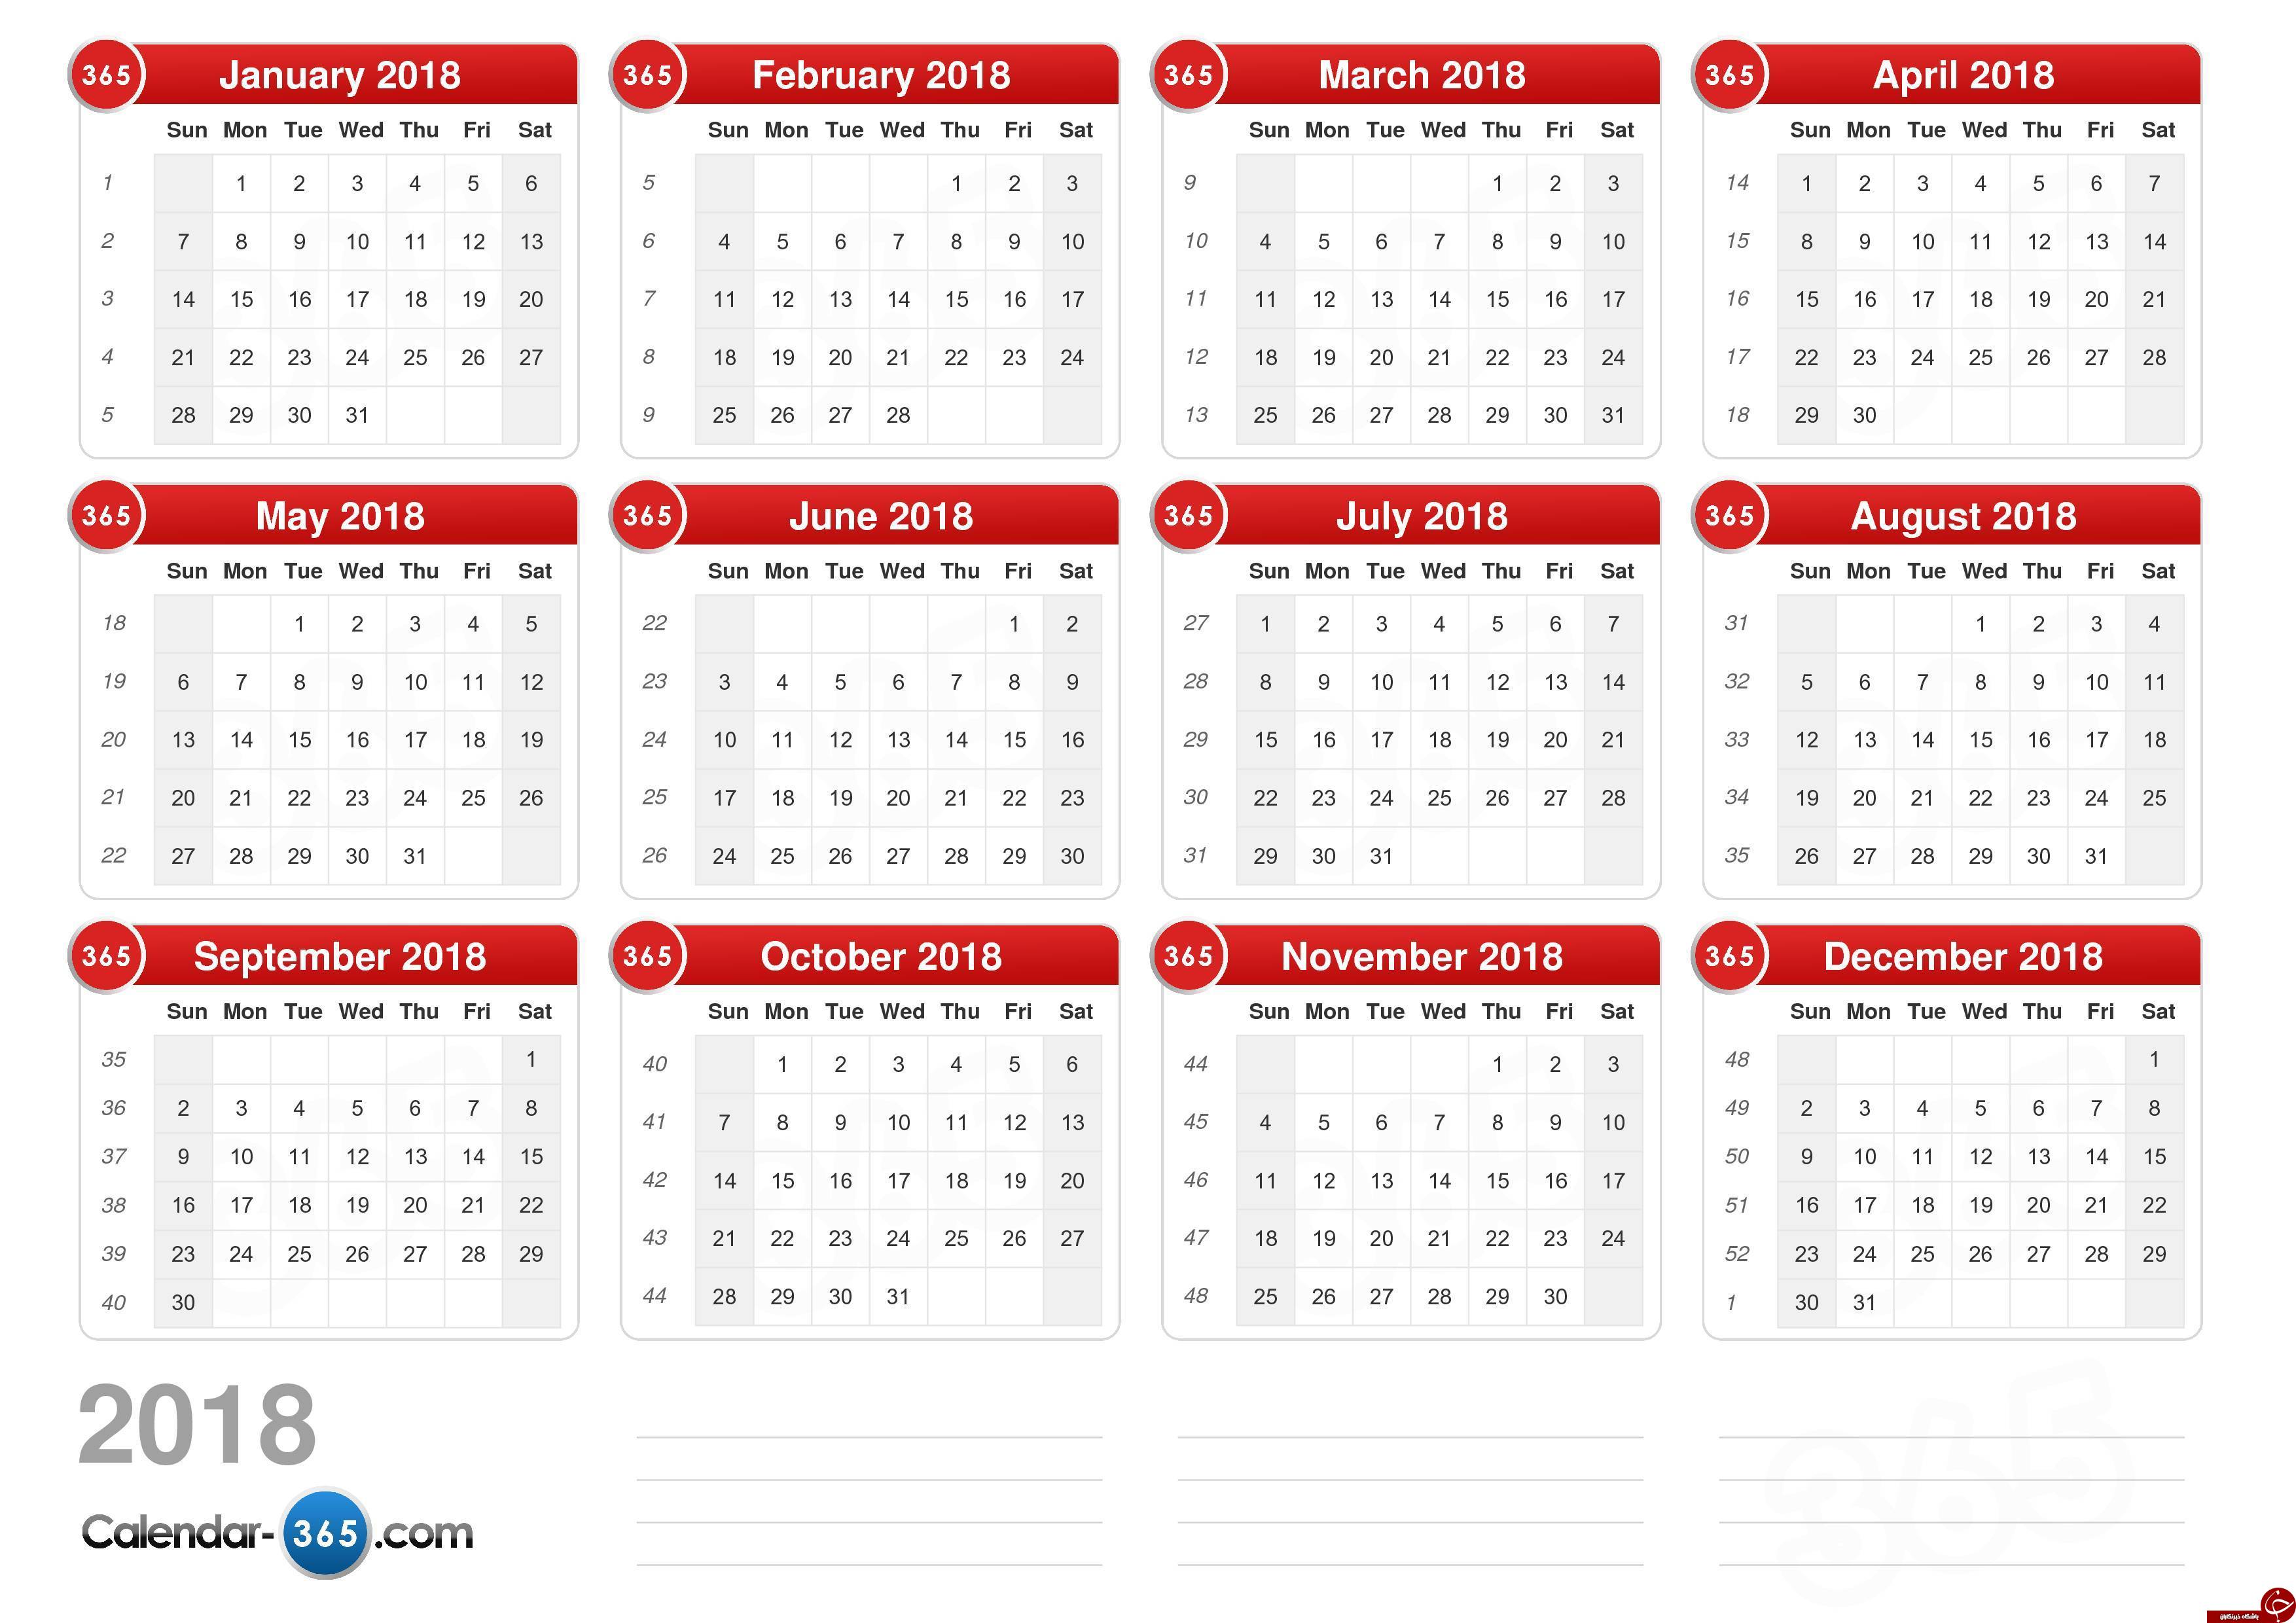 365 January 2018
Sun Mon Tue Wed Thu Fri Sat
1 1 2 3 4 5 6
2 7 8 9 10 11 12 13
3 14 15 16 17 18 19 20
4 21 22 23 24 25 26 27
5 28 29 30 31
365 February 2018
Sun Mon Tue Wed Thu Fri Sat
5 1 2 3
6 4 5 6 7 8 9 10
7 11 12 13 14 15 16 17
8 18 19 20 21 22 23 24
9 25 26 27 28
365 March 2018
Sun Mon Tue Wed Thu Fri Sat
9 1 2 3
10 4 5 6 7 8 9 10
11 11 12 13 14 15 16 17
12 18 19 20 21 22 23 24
13 25 26 27 28 29 30 31
365 April 2018
Sun Mon Tue Wed Thu Fri Sat
14 1 2 3 4 5 6 7
15 8 9 10 11 12 13 14
16 15 16 17 18 19 20 21
17 22 23 24 25 26 27 28
18 29 30
365 May 2018
Sun Mon Tue Wed Thu Fri Sat
18 1 2 3 4 5
19 6 7 8 9 10 11 12
20 13 14 15 16 17 18 19
21 20 21 22 23 24 25 26
22 27 28 29 30 31
365 June 2018
Sun Mon Tue Wed Thu Fri Sat
22 1 2
23 3 4 5 6 7 8 9
24 10 11 12 13 14 15 16
25 17 18 19 20 21 22 23
26 24 25 26 27 28 29 30
365 July 2018
Sun Mon Tue Wed Thu Fri Sat
27 1 2 3 4 5 6 7
28 8 9 10 11 12 13 14
29 15 16 17 18 19 20 21
30 22 23 24 25 26 27 28
31 29 30 31
365 August 2018
Sun Mon Tue Wed Thu Fri Sat
31 1 2 3 4
32 5 6 7 8 9 10 11
33 12 13 14 15 16 17 18
34 19 20 21 22 23 24 25
35 26 27 28 29 30 31
365 September 2018
Sun Mon Tue Wed Thu Fri Sat
35 1
36 2 3 4 5 6 7 8
37 9 10 11 12 13 14 15
38 16 17 18 19 20 21 22
39 23 24 25 26 27 28 29
40 30
365 October 2018
Sun Mon Tue Wed Thu Fri Sat
40 1 2 3 4 5 6
41 7 8 9 10 11 12 13
42 14 15 16 17 18 19 20
43 21 22 23 24 25 26 27
44 28 29 30 31
365 November 2018
Sun Mon Tue Wed Thu Fri Sat
44 1 2 3
45 4 5 6 7 8 9 10
46 11 12 13 14 15 16 17
47 18 19 20 21 22 23 24
48 25 26 27 28 29 30
365 December 2018
Sun Mon Tue Wed Thu Fri Sat
48 1
49 2 3 4 5 6 7 8
50 9 10 11 12 13 14 15
51 16 17 18 19 20 21 22
52 23 24 25 26 27 28 29
1 30 31
2018
Calendar-365.com
365
باشگاه خبرنگاران